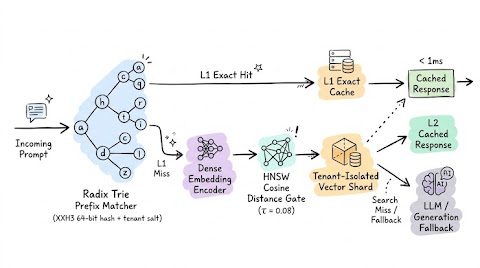 Incoming
Prompt
a
h
d
c
t
c
l
z
a
q
r
i
Radix Trie
Prefix Matcher
(XXH3 64-bit hash + tenant salt)
L1 Exact Hit
L1
Miss
Dense
Embedding
Encoder
HNSW
Cosine
Distance Gate
(τ = 0.08)
L1 Exact
Cache
Tenant-Isolated
Vector Shard
< 1ms
Cached
Response
L2
Cached
Response
Search
Miss /
Fallback
AI
LLM /
Generation
Fallback